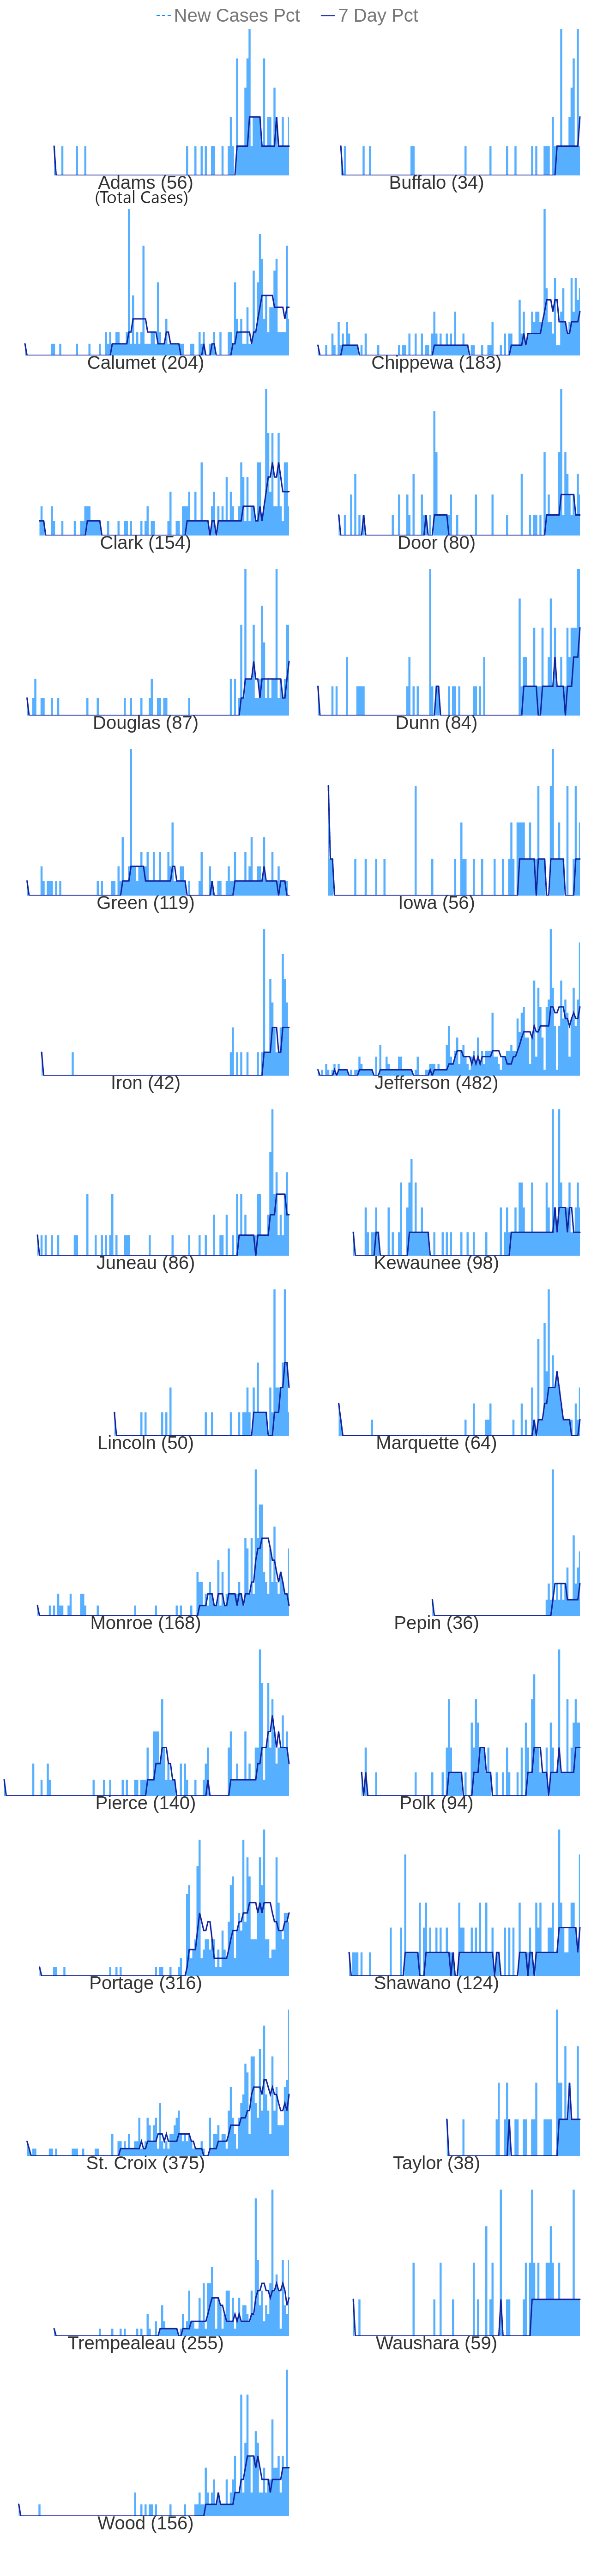 New Cases Pct 7 Day Pct
Adams (56) Buffalo (34)
(Total Cases)
Calumet (204) Chippewa (183)
Clark (154) Door (80)
Douglas (87) Dunn (84)
Green (119) Iowa (56)
Iron (42) Jefferson (482)
Juneau (86) Kewaunee (98)
Lincoln (50) Marquette (64)
Monroe (168) Pepin (36)
Pierce (140) Polk (94)
Portage (316) Shawano (124)
St. Croix (375) Taylor (38)
Trempealeau (255) Waushara (59)
Wood (156)